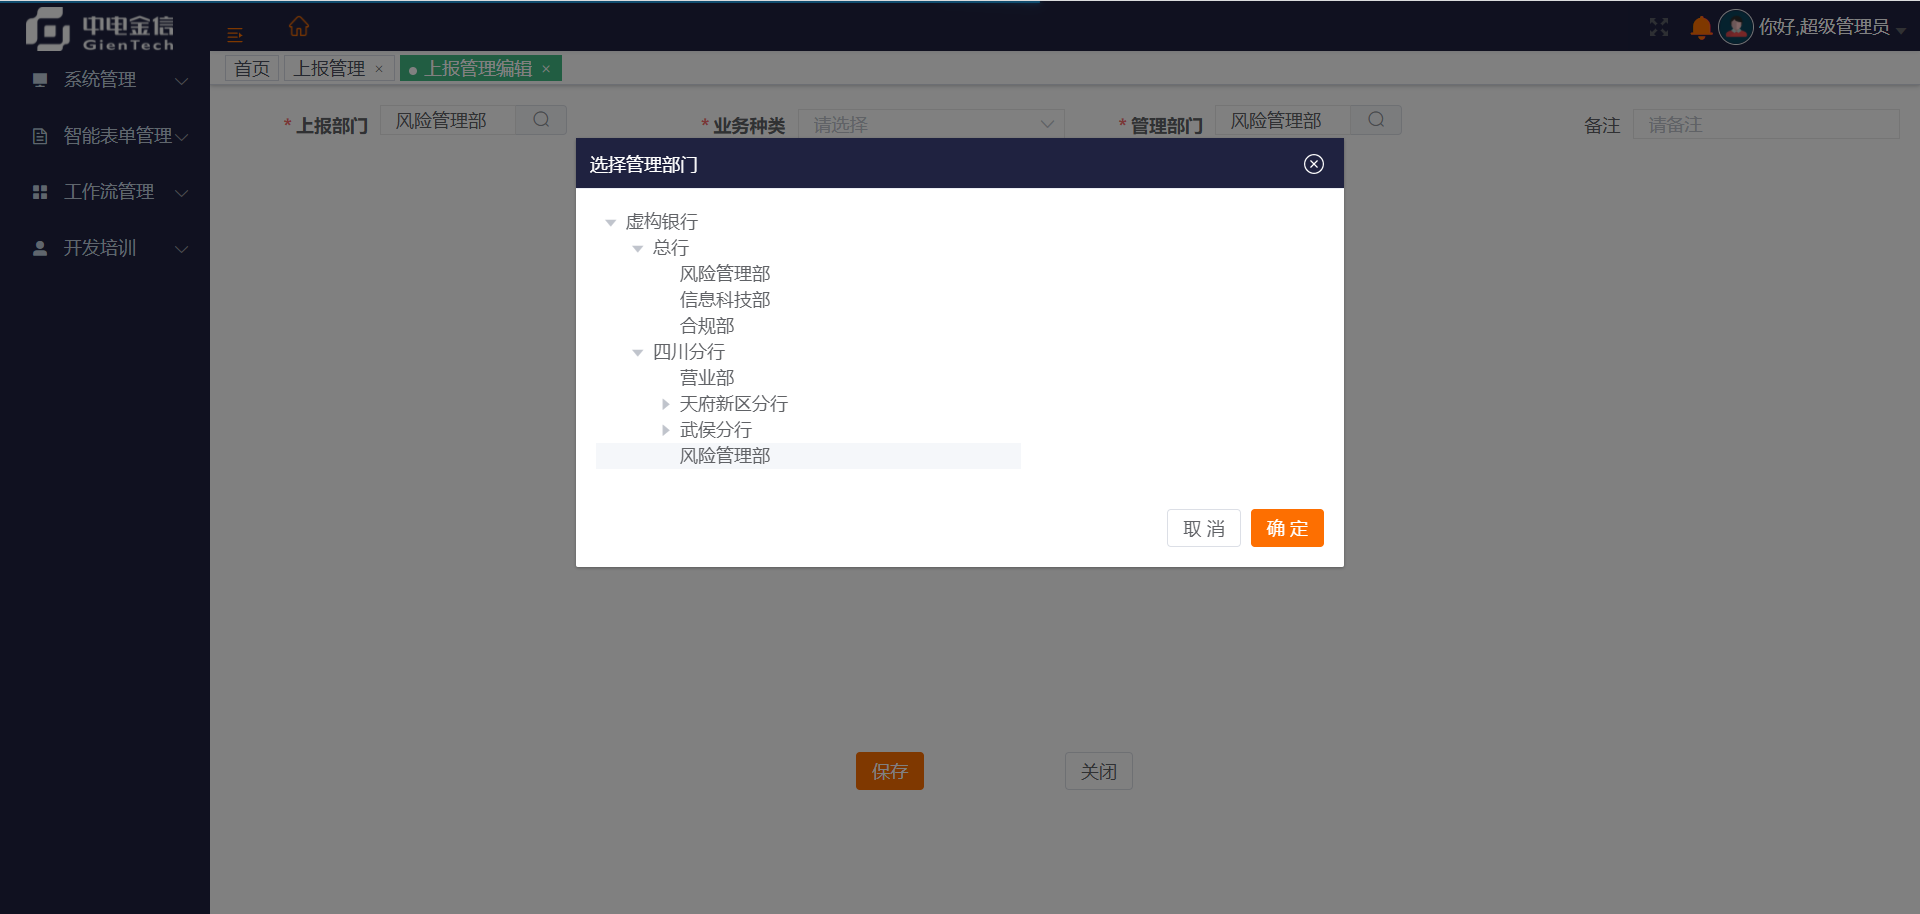 中电金信
GienTech
你好,超级管理员
系统管理
智能表单管理
工作流管理
开发培训
首页
上报管理 ×
上报管理编辑 ×
* 上报部门 风险管理部
* 业务种类 请选择
* 管理部门 风险管理部
备注 请备注
选择管理部门
虚构银行
总行
风险管理部
信息科技部
合规部
四川分行
营业部
天府新区分行
武侯分行
风险管理部
取 消
确 定
保存
关闭